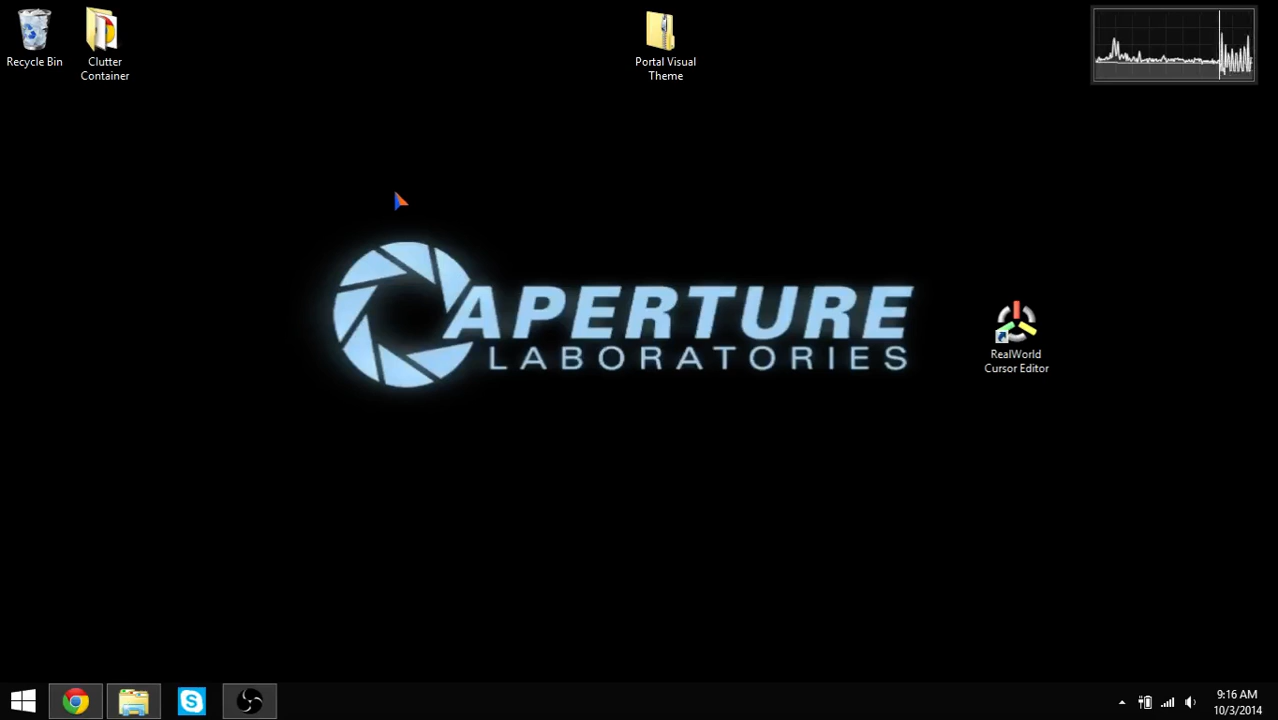 Recycle Bin
Clutter
Container
Portal Visual
Theme
APERTURE
LABORATORIES
RealWorld
Cursor Editor
9:16 AM
10/3/2014